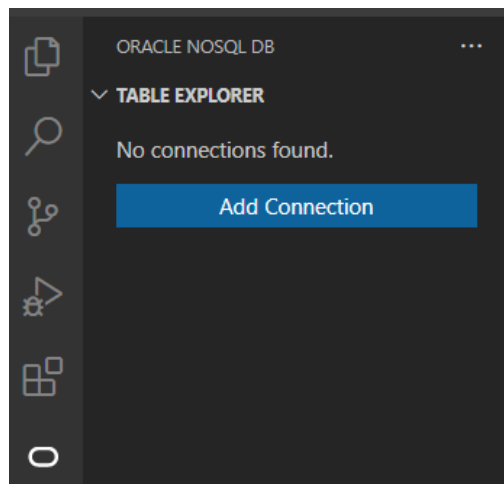 ORACLE NOSQL DB
TABLE EXPLORER
No connections found.
Add Connection